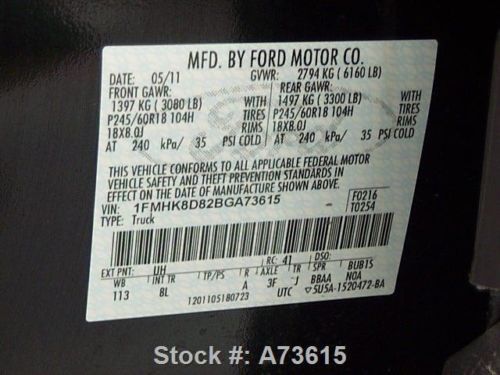 MFD. BY FORD MOTOR CO.
DATE: 05/11 GVWR: 2794 KG ( 6160 LB)
FRONT GAWR: REAR GAWR:
1397 KG ( 3080 LB) WITH 1497 KG ( 3300 LB) WITH
P245/60R18 104H TIRES P245/60R18 104H TIRES
18X8.0J RIMS 18X8.0J RIMS
AT 240 kPa/ 35 PSI COLD AT 240 kPa/ 35 PSI COLD
THIS VEHICLE CONFORMS TO ALL APPLICABLE FEDERAL MOTOR
VEHICLE SAFETY AND BUMPER STANDARDS IN
EFFECT ON THE DATE OF MANUFACTURE SHOWN ABOVE.
VIN: 1FMHK8D82BGA73615 F0216
TYPE: Truck T0254
EXT PNT: UH RC: 41 DSO:
WB INT TR TP/PS R AXLE TR SPR BUB15
113 BL A 3F J BBAA NOA
1201105180723 UTC 5U5A-1520472-BA
Stock #: A73615